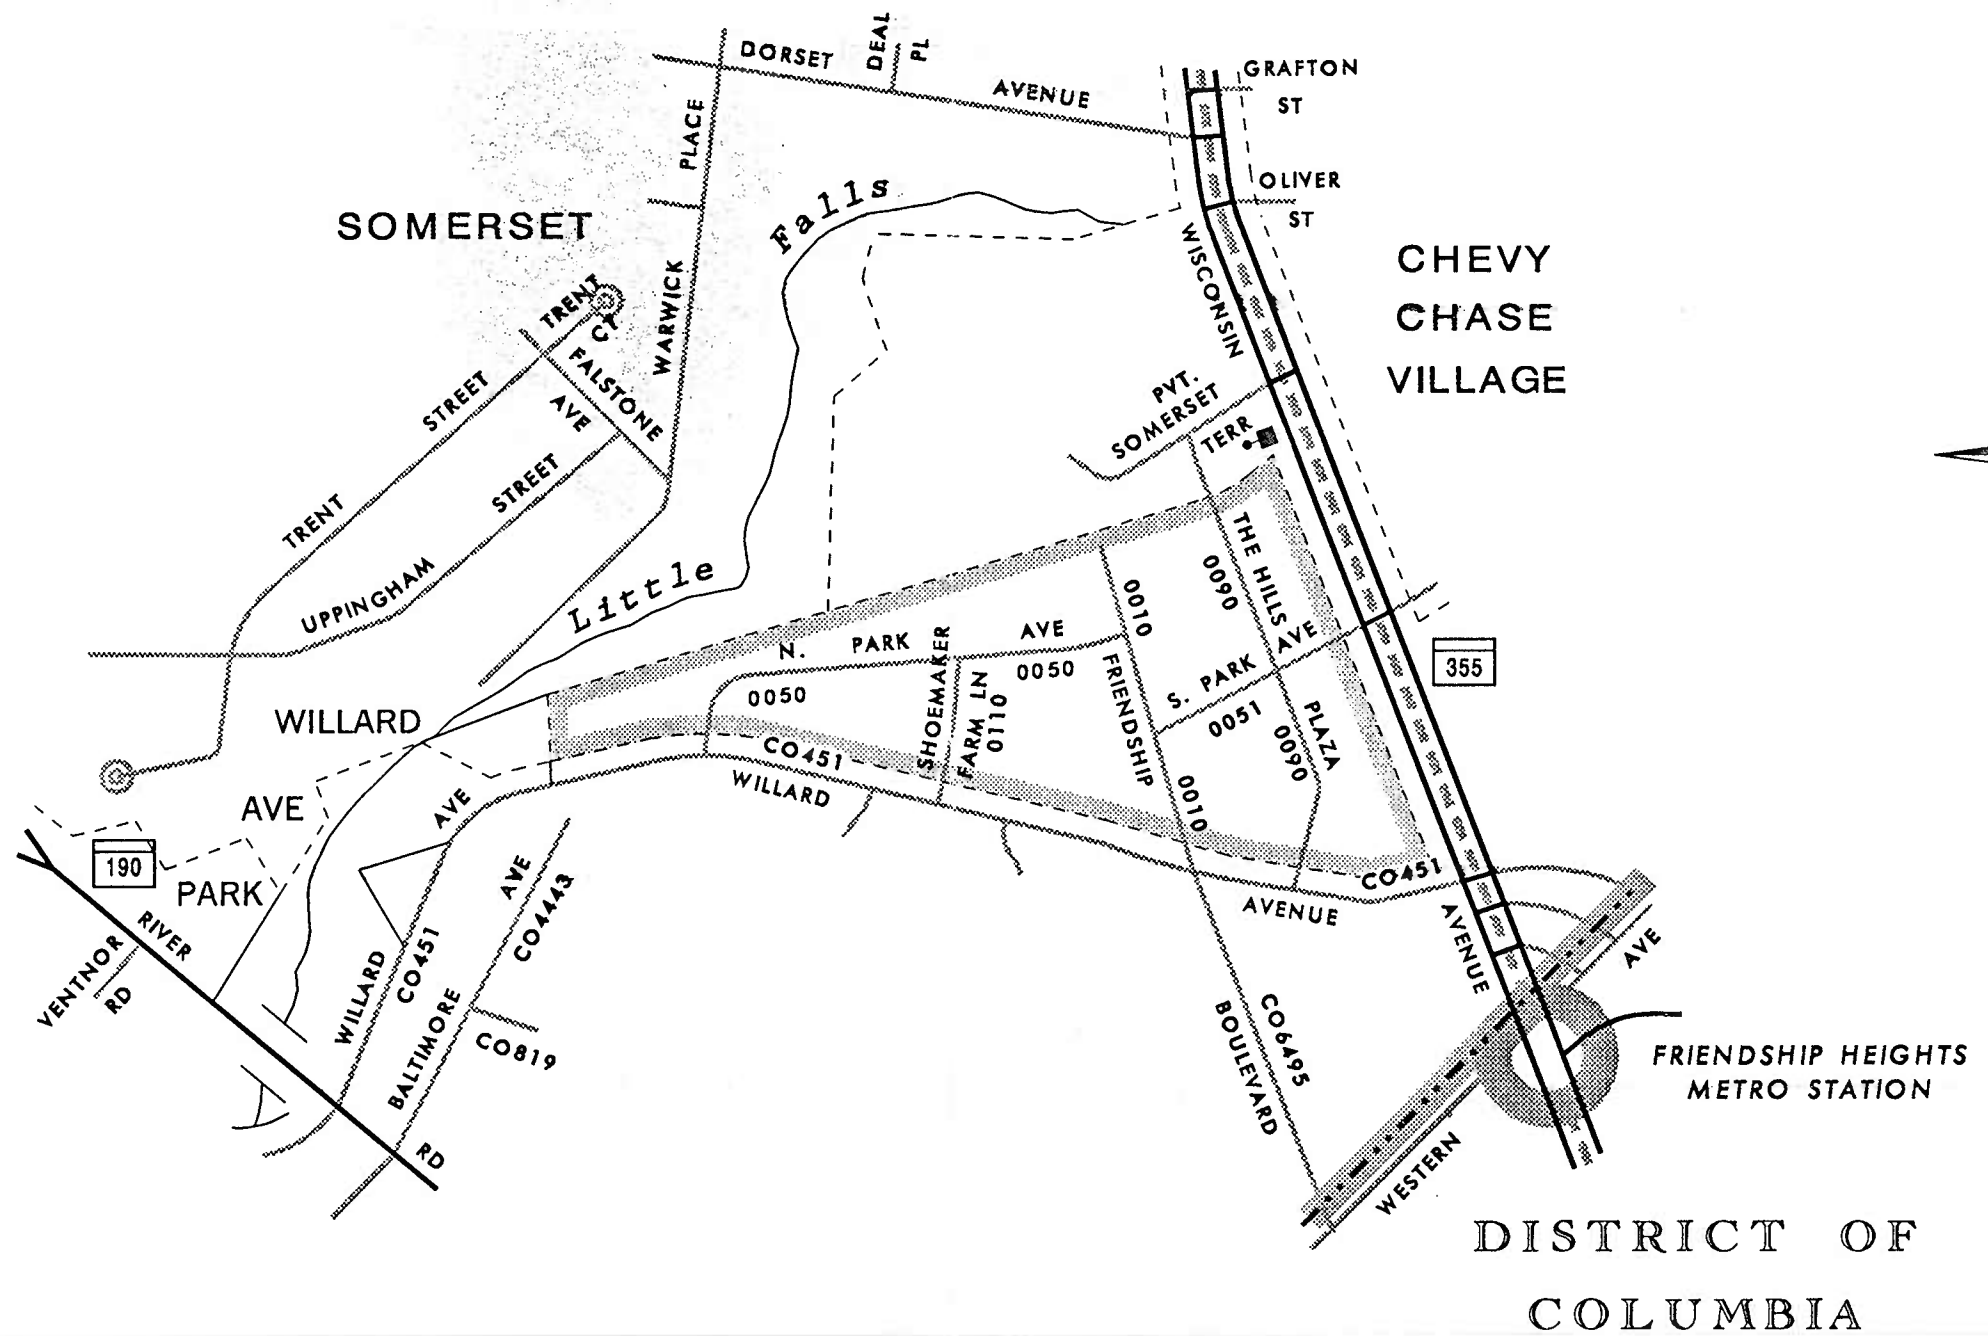 DORSET
DEAL
PL
AVENUE
GRAFTON
ST
PLACE
OLIVER
ST
SOMERSET
Falls
WISCONSIN
CHEVY
CHASE
VILLAGE
TRENT
CT
WARWICK
FALSTONE
AVE
STREET
PVT.
SOMERSET
TERR
STREET
TRENT
THE HILLS
0090
Little
UPPINGHAM
0010
N.
PARK
AVE
AVE
SHOEMAKER
0050
355
FRIENDSHIP
S. PARK
0050
FARM LN
0110
0051
PLAZA
0090
WILLARD
CO451
WILLARD
0010
AVE
AVE
190
PARK
CO451
AVENUE
AVE
CO4443
RIVER
VENTNOR
RD
WILLARD
CO451
AVENUE
AVE
BALTIMORE
CO819
BOULEVARD
CO6495
FRIENDSHIP HEIGHTS
METRO STATION
RD
WESTERN
DISTRICT OF
COLUMBIA